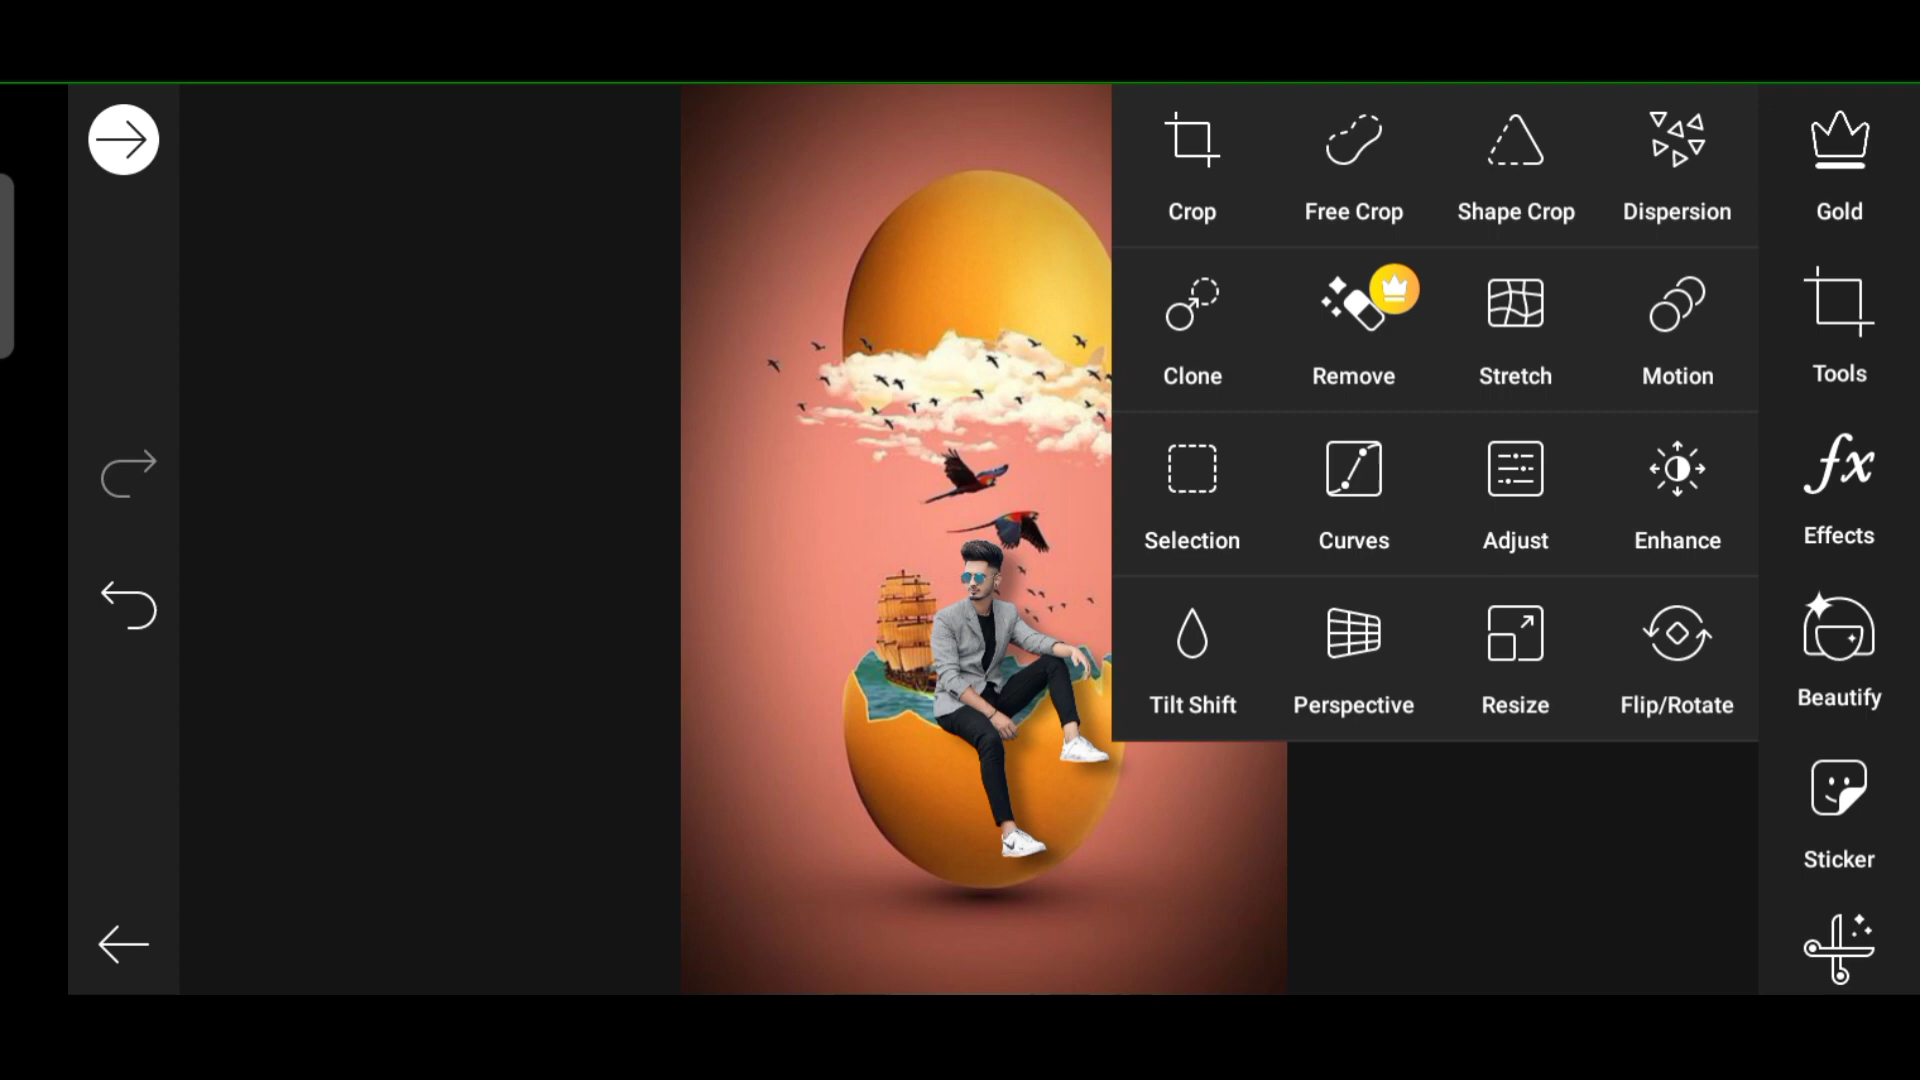 Crop Free Crop Shape Crop Dispersion Gold
Clone Remove Stretch Motion Tools
Selection Curves Adjust Enhance Effects
Tilt Shift Perspective Resize Flip/Rotate Beautify
Sticker